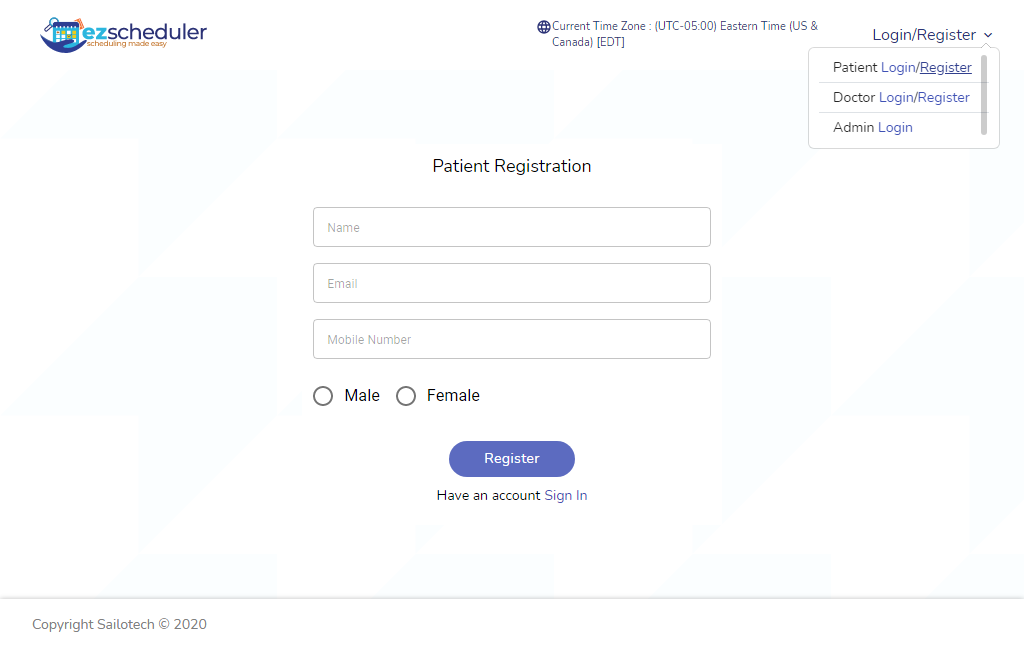 ezscheduler
scheduling made easy
Current Time Zone : (UTC-05:00) Eastern Time (US &
Canada) [EDT]
Login/Register
Patient Login/Register
Doctor Login/Register
Admin Login
Patient Registration
Name
Email
Mobile Number
Male Female
Register
Have an account Sign In
Copyright Sailotech © 2020